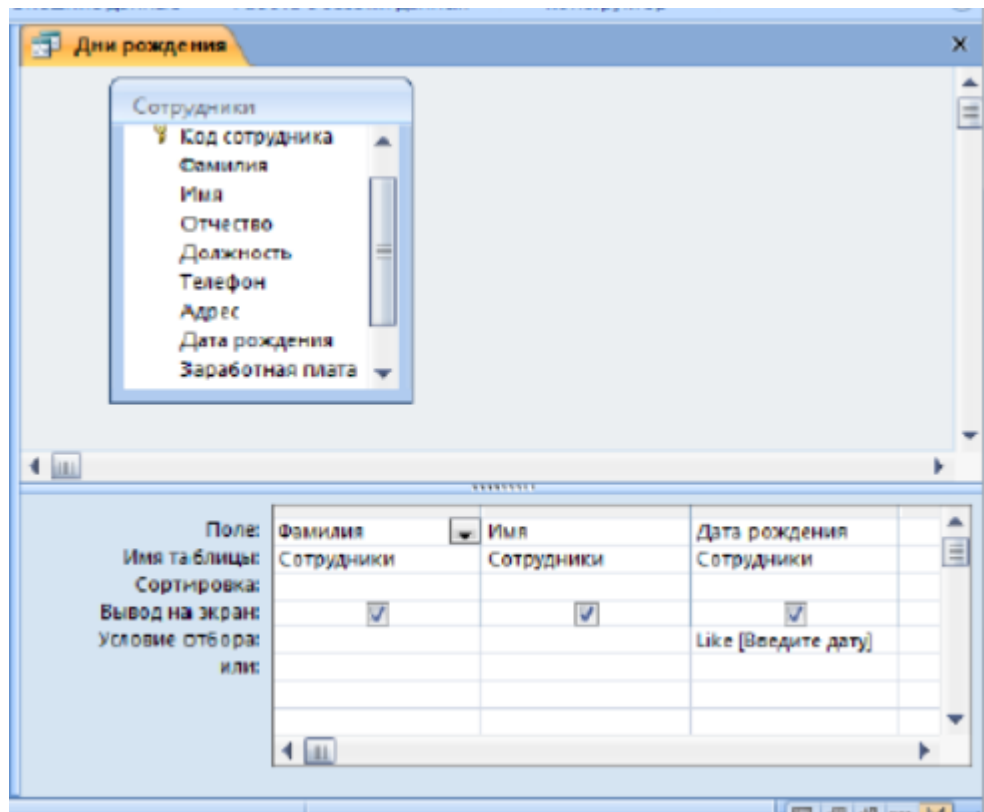 Дни рождения
Сотрудники
Код сотрудника
Фамилия
Имя
Отчество
Должность
Телефон
Адрес
Дата рождения
Заработная плата
Поле: Фамилия Имя Дата рождения
Имя таблицы: Сотрудники Сотрудники Сотрудники
Сортировка:
Вывод на экран:
Условие отбора: Like [Введите дату]
или: